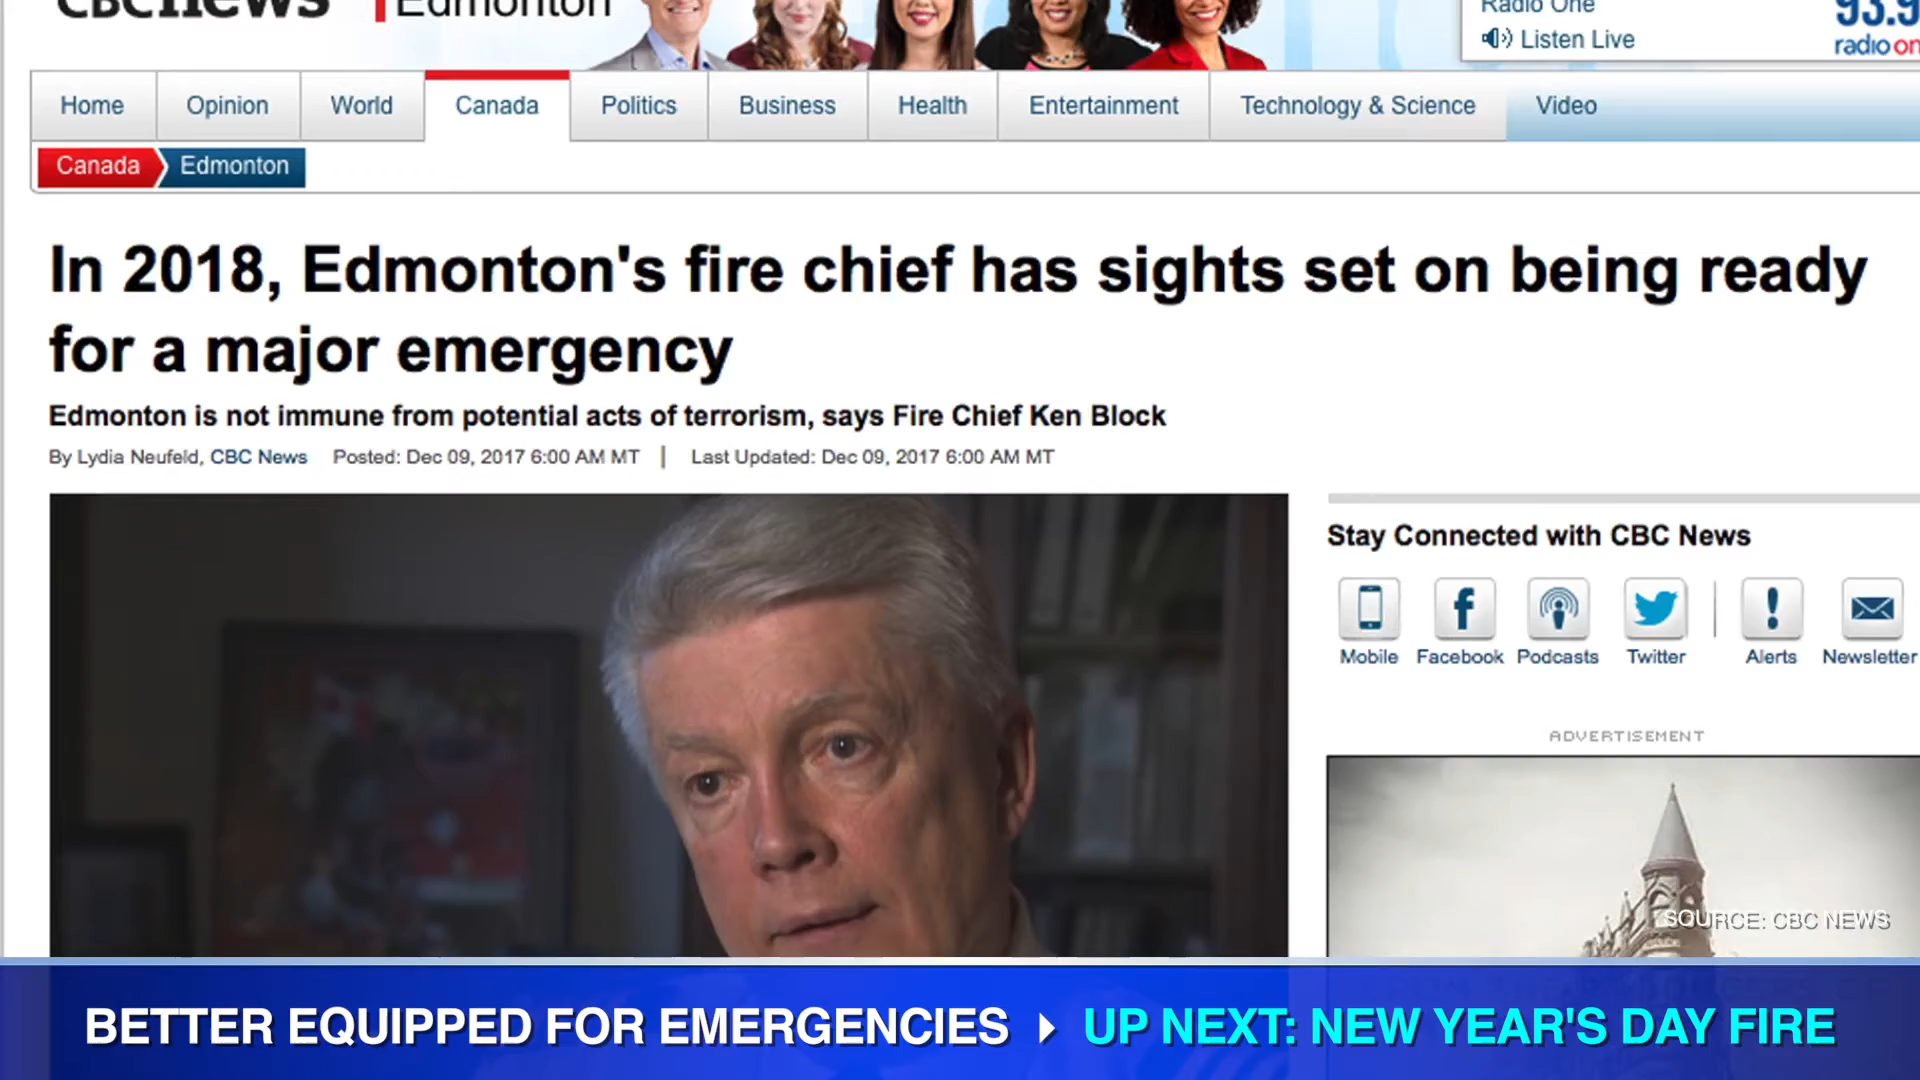 CBCnews Edmonton
Radio One 93.9
Listen Live radio on
Home Opinion World Canada Politics Business Health Entertainment Technology & Science Video
Canada Edmonton
In 2018, Edmonton's fire chief has sights set on being ready
for a major emergency
Edmonton is not immune from potential acts of terrorism, says Fire Chief Ken Block
By Lydia Neufeld, CBC News Posted: Dec 09, 2017 6:00 AM MT | Last Updated: Dec 09, 2017 6:00 AM MT
Stay Connected with CBC News
Mobile Facebook Podcasts Twitter Alerts Newsletter
ADVERTISEMENT
SOURCE: CBC NEWS
BETTER EQUIPPED FOR EMERGENCIES UP NEXT: NEW YEAR'S DAY FIRE